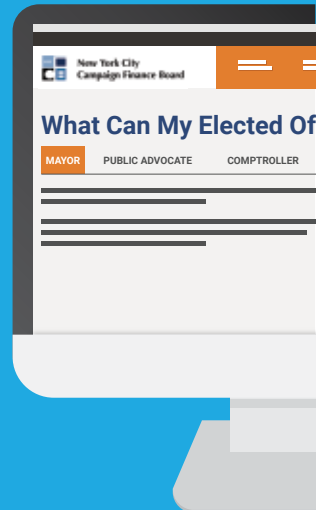 New York City
Campaign Finance Board
What Can My Elected Of
MAYOR PUBLIC ADVOCATE COMPTROLLER